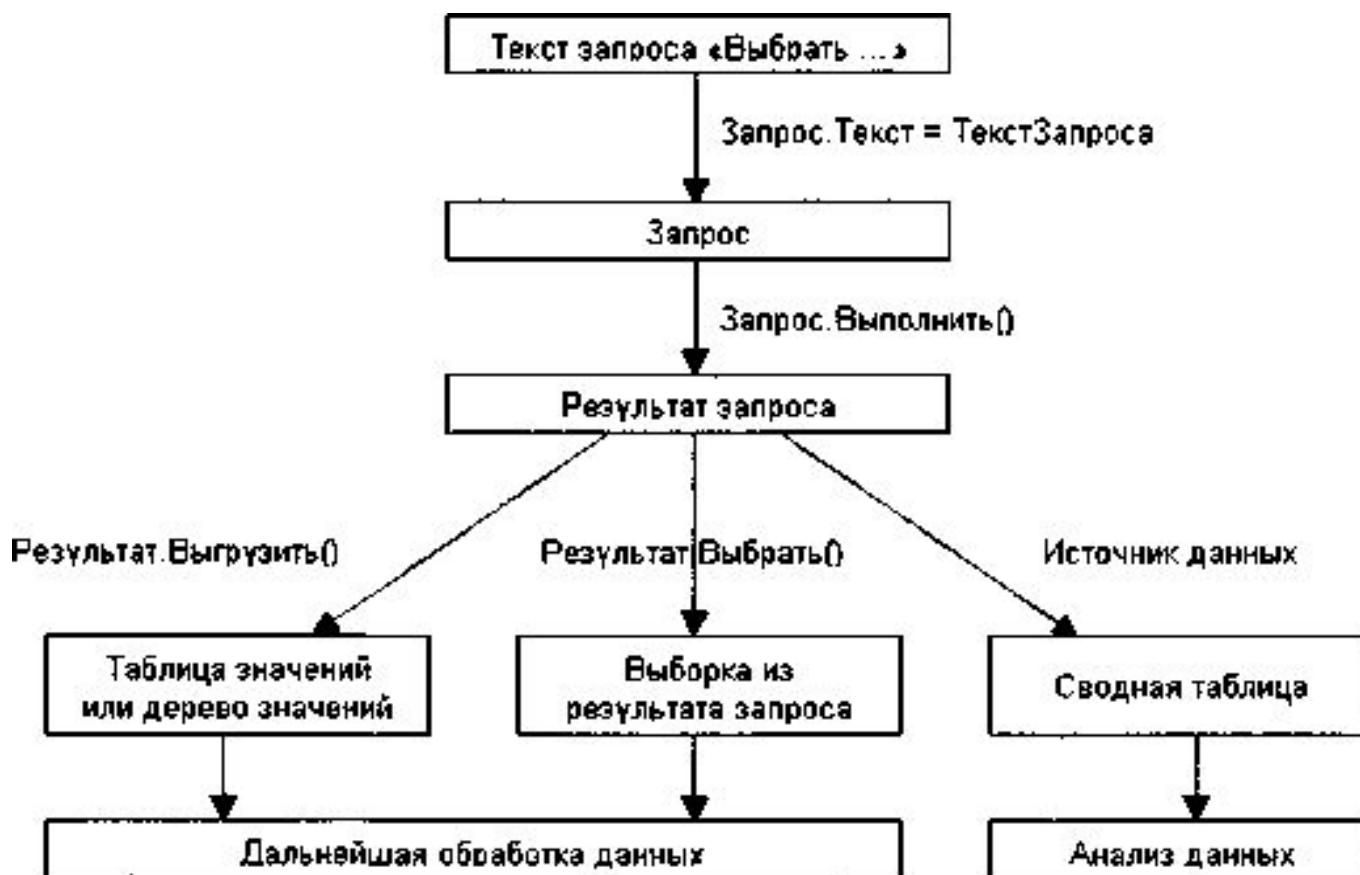 Текст запроса «Выбрать ...»
Запрос.Текст = ТекстЗапроса
Запрос
Запрос.Выполнить()
Результат запроса
Результат.Выгрузить()
Результат.Выбрать()
Источник данных
Таблица значений
или дерево значений
Выборка из
результата запроса
Сводная таблица
Дальнейшая обработка данных
Анализ данных